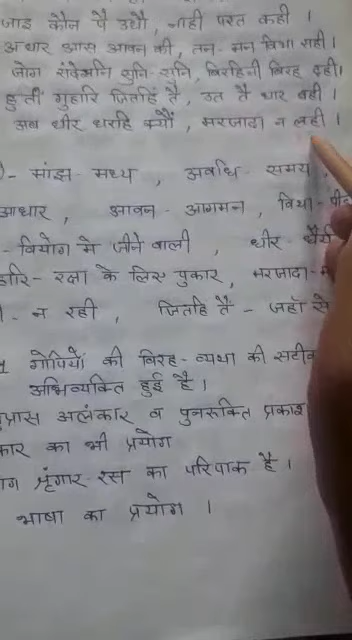 जाइ कौन पै उधौ, नाही परत कही ।
अधार आस आवन की, तन-मन विथा सही ।
जोग संदेसनि सुनि-सुनि, विरहिनी विरह दही ।
हुतीं गुहारि जितहिं तै, उत तै धार बही ।
अब धीर धरहि क्यौं, मरजादा न लही ।
- मांझ-मध्य, अवधि-समय,
आधार, आवन-आगमन, विथा-
- वियोग मे जीने वाली, धीर-धैर्य
- रक्षा के लिए पुकार, मरजादा-
- न रही, जितहि तै- जहाँ से
गोपियों की विरह-व्यथा की सटीक
अभिव्यक्ति हुई है ।
अलंकार व पुनरुक्ति प्रकाश
का भी प्रयोग
श्रृंगार-रस का परिपाक है ।
भाषा का प्रयोग ।